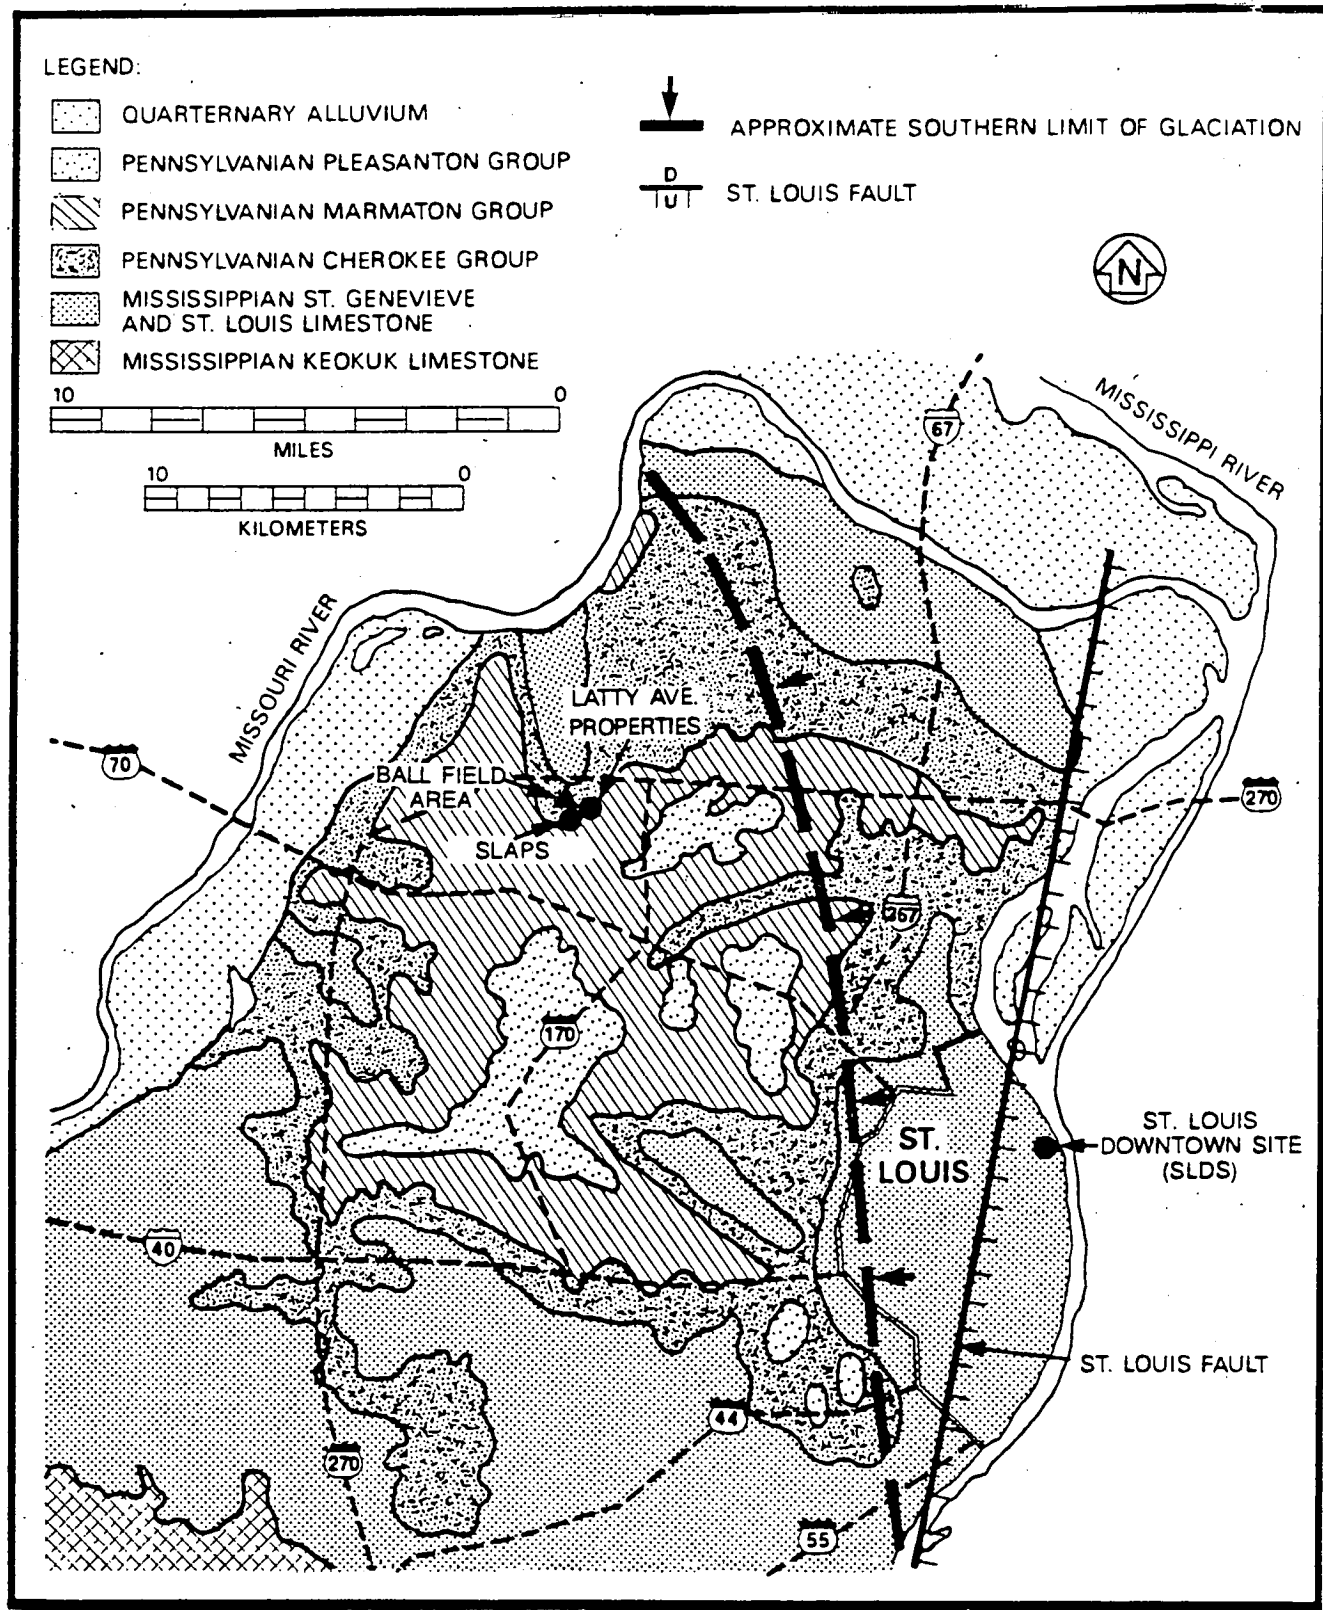 LEGEND:
QUARTERNARY ALLUVIUM
PENNSYLVANIAN PLEASANTON GROUP
PENNSYLVANIAN MARMATON GROUP
PENNSYLVANIAN CHEROKEE GROUP
MISSISSIPPIAN ST. GENEVIEVE
AND ST. LOUIS LIMESTONE
MISSISSIPPIAN KEOKUK LIMESTONE
10 0
MILES
10 0
KILOMETERS
APPROXIMATE SOUTHERN LIMIT OF GLACIATION
D
U
ST. LOUIS FAULT
N
MISSISSIPPI RIVER
67
MISSOURI RIVER
LATTY AVE.
PROPERTIES
70
BALL FIELD
AREA
SLAPS
270
267
170
ST.
LOUIS
ST. LOUIS
DOWNTOWN SITE
(SLDS)
40
ST. LOUIS FAULT
44
270
55